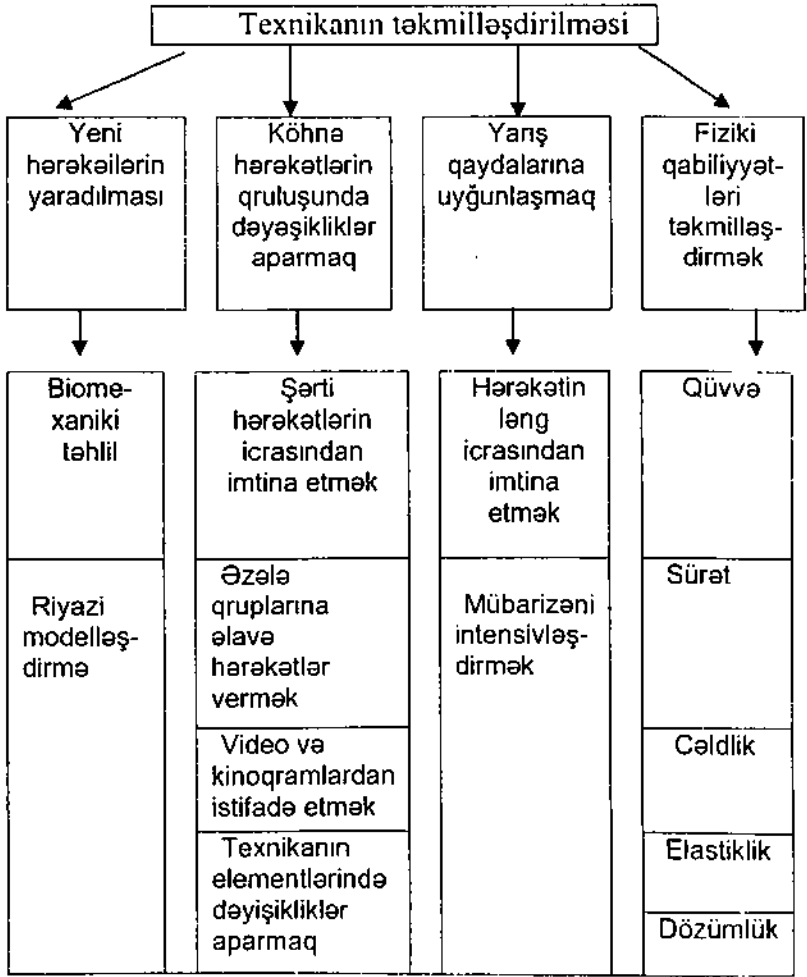 Texnikanın təkmilləşdirilməsi
Yeni
hərəkəilərin
yaradılması
Köhnə
hərəkətlərin
qruluşunda
dəyəşikliklər
aparmaq
Yarış
qaydalarına
uyğunlaşmaq
Fiziki
qabiliyyət-
ləri
təkmilləş-
dirmək
Biome-
xaniki
təhlil
Riyazi
modelləş-
dirmə
Şərti
hərəkətlərin
icrasından
imtina etmək
Əzələ
qruplarına
əlavə
hərəkətlər
vermək
Video və
kinoqramlardan
istifadə etmək
Texnikanın
elementlərində
dəyişikliklər
aparmaq
Hərəkətin
ləng
icrasından
imtina
etmək
Mübarizəni
intensivləş-
dirmək
Qüvvə
Sürət
Cəldlik
Elastiklik
Dözümlük